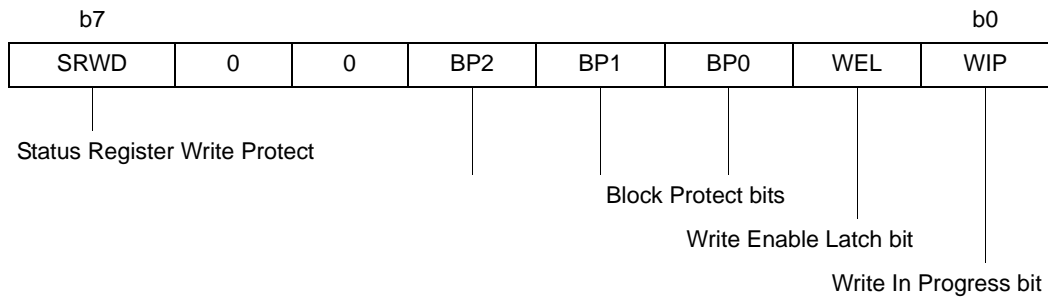 b7 b0
SRWD 0 0 BP2 BP1 BP0 WEL WIP
Status Register Write Protect
Block Protect bits
Write Enable Latch bit
Write In Progress bit